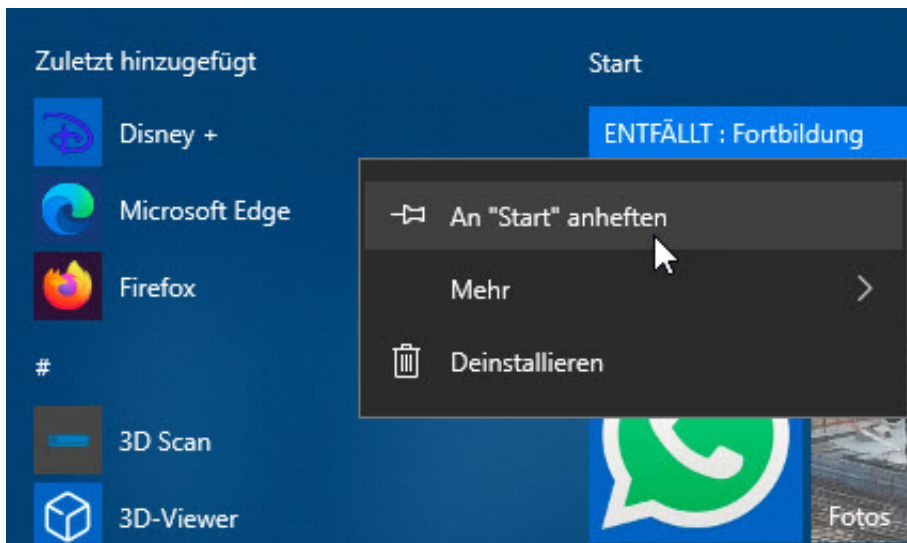 Zuletzt hinzugefügt
Disney +
Microsoft Edge
Firefox
#
3D Scan
3D-Viewer
Start
ENTFÄLLT : Fortbildung
An "Start" anheften
Mehr
Deinstallieren
Fotos